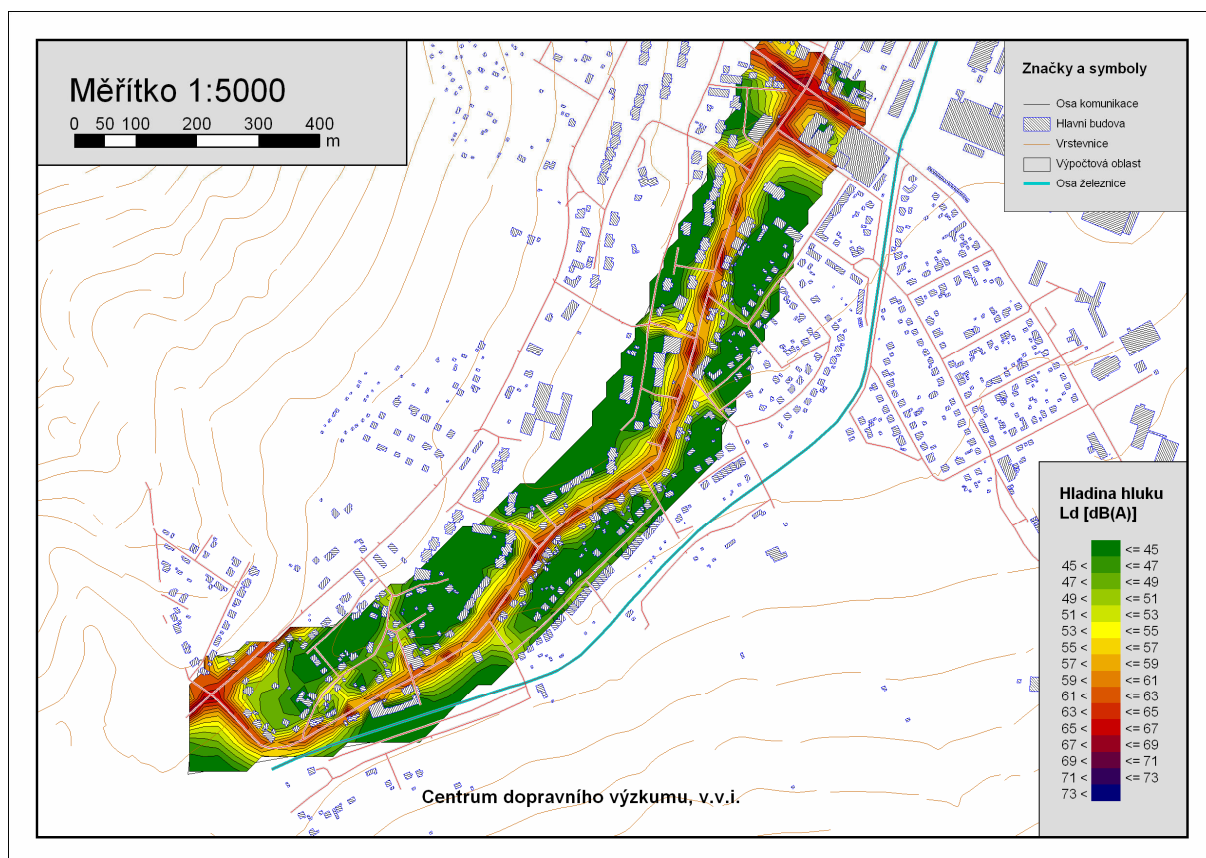 Měřítko 1:5000
0 50 100 200 300 400
m
Značky a symboly
Osa komunikace
Hlavní budova
Vrstevnice
Výpočtová oblast
Osa železnice
Hladina hluku
Ld [dB(A)]
<= 45
45 < <= 47
47 < <= 49
49 < <= 51
51 < <= 53
53 < <= 55
55 < <= 57
57 < <= 59
59 < <= 61
61 < <= 63
63 < <= 65
65 < <= 67
67 < <= 69
69 < <= 71
71 < <= 73
73 <
Centrum dopravního výzkumu, v.v.i.